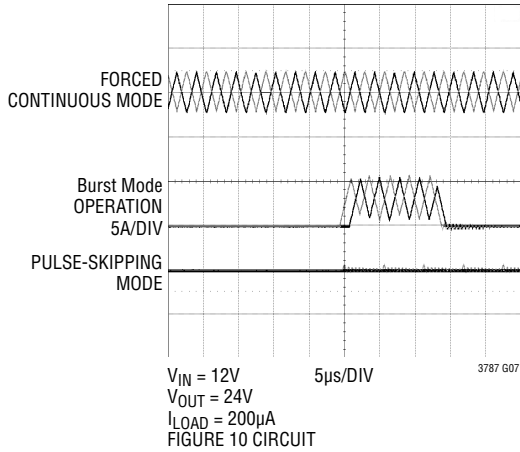 FORCED
CONTINUOUS MODE
Burst Mode
OPERATION
5A/DIV
PULSE-SKIPPING
MODE
VIN = 12V
5µs/DIV
3787 G07
VOUT = 24V
ILOAD = 200µA
FIGURE 10 CIRCUIT